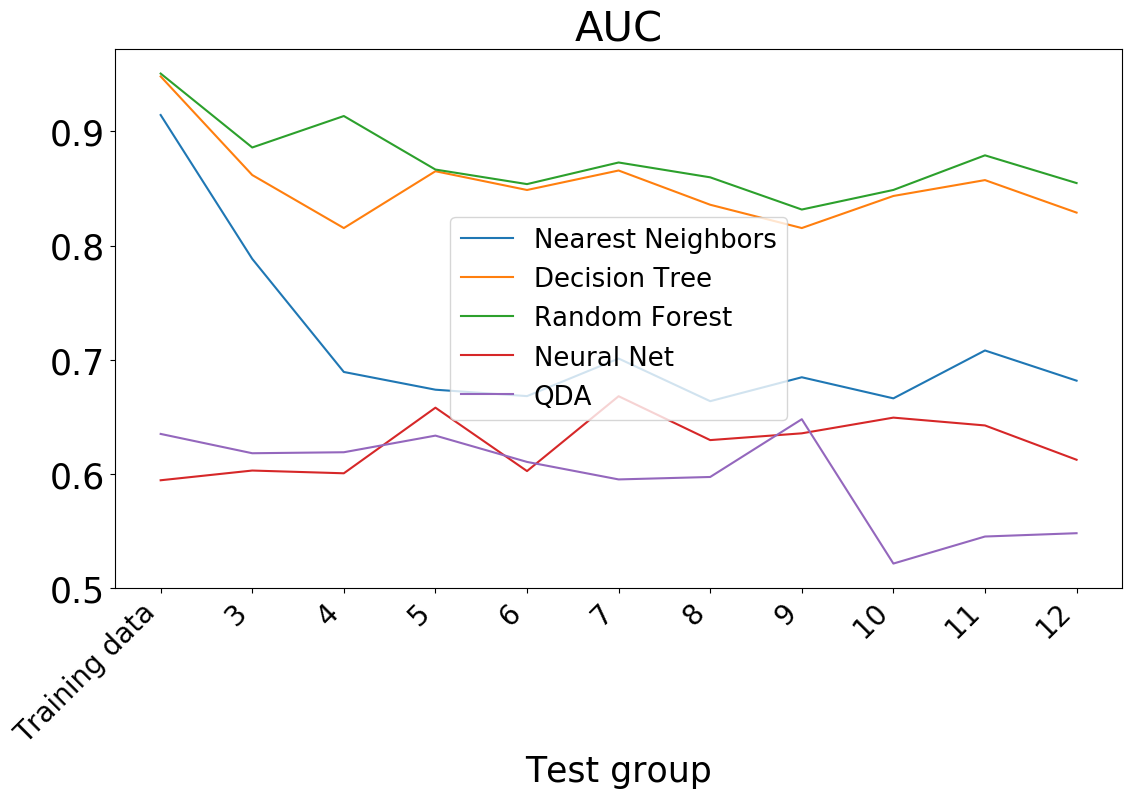 AUC
0.9
0.8
0.7
0.6
0.5
Nearest Neighbors
Decision Tree
Random Forest
Neural Net
QDA
Training data
3
4
5
6
7
8
9
10
11
12
Test group